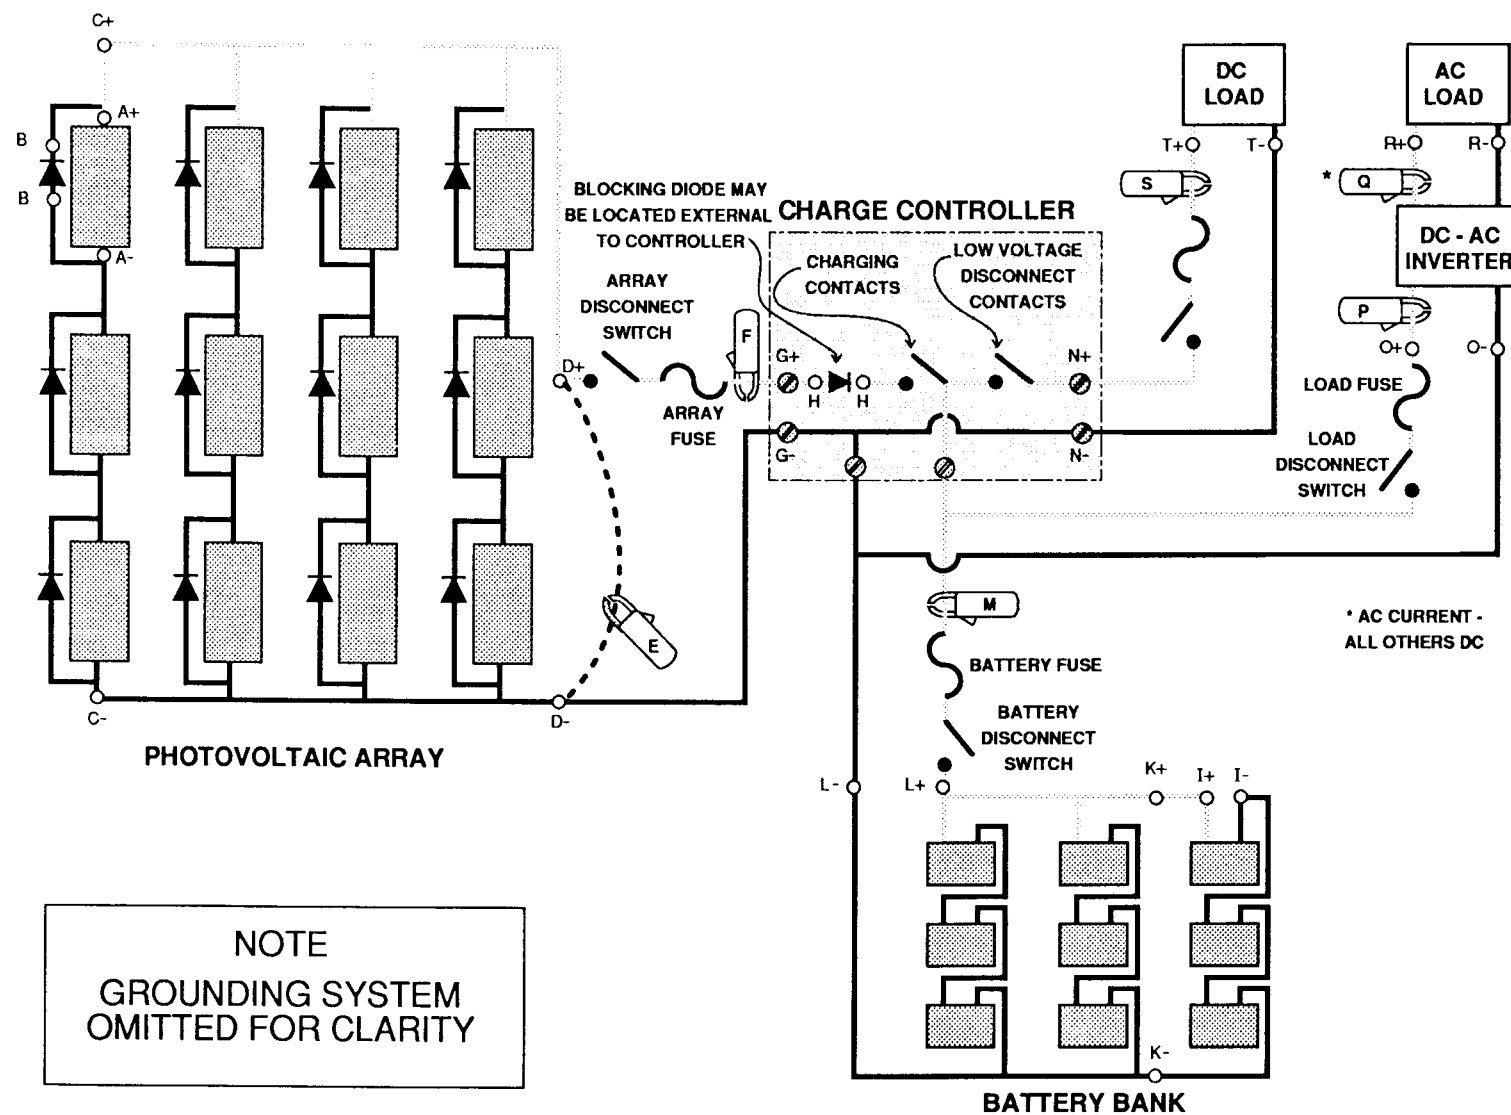 C+
A+
B
B
A-
C-
D+
D-
PHOTOVOLTAIC ARRAY
BLOCKING DIODE MAY
BE LOCATED EXTERNAL
TO CONTROLLER
ARRAY
DISCONNECT
SWITCH
ARRAY
FUSE
F
E
CHARGE CONTROLLER
CHARGING
CONTACTS
LOW VOLTAGE
DISCONNECT
CONTACTS
G+
H
H
N+
G-
N-
DC
LOAD
T+
T-
S
AC
LOAD
R+
R-
*
Q
DC - AC
INVERTER
P
O+
O-
LOAD FUSE
LOAD
DISCONNECT
SWITCH
M
BATTERY FUSE
BATTERY
DISCONNECT
SWITCH
* AC CURRENT -
ALL OTHERS DC
L-
L+
K+
I+
I-
K-
BATTERY BANK
NOTE
GROUNDING SYSTEM
OMITTED FOR CLARITY